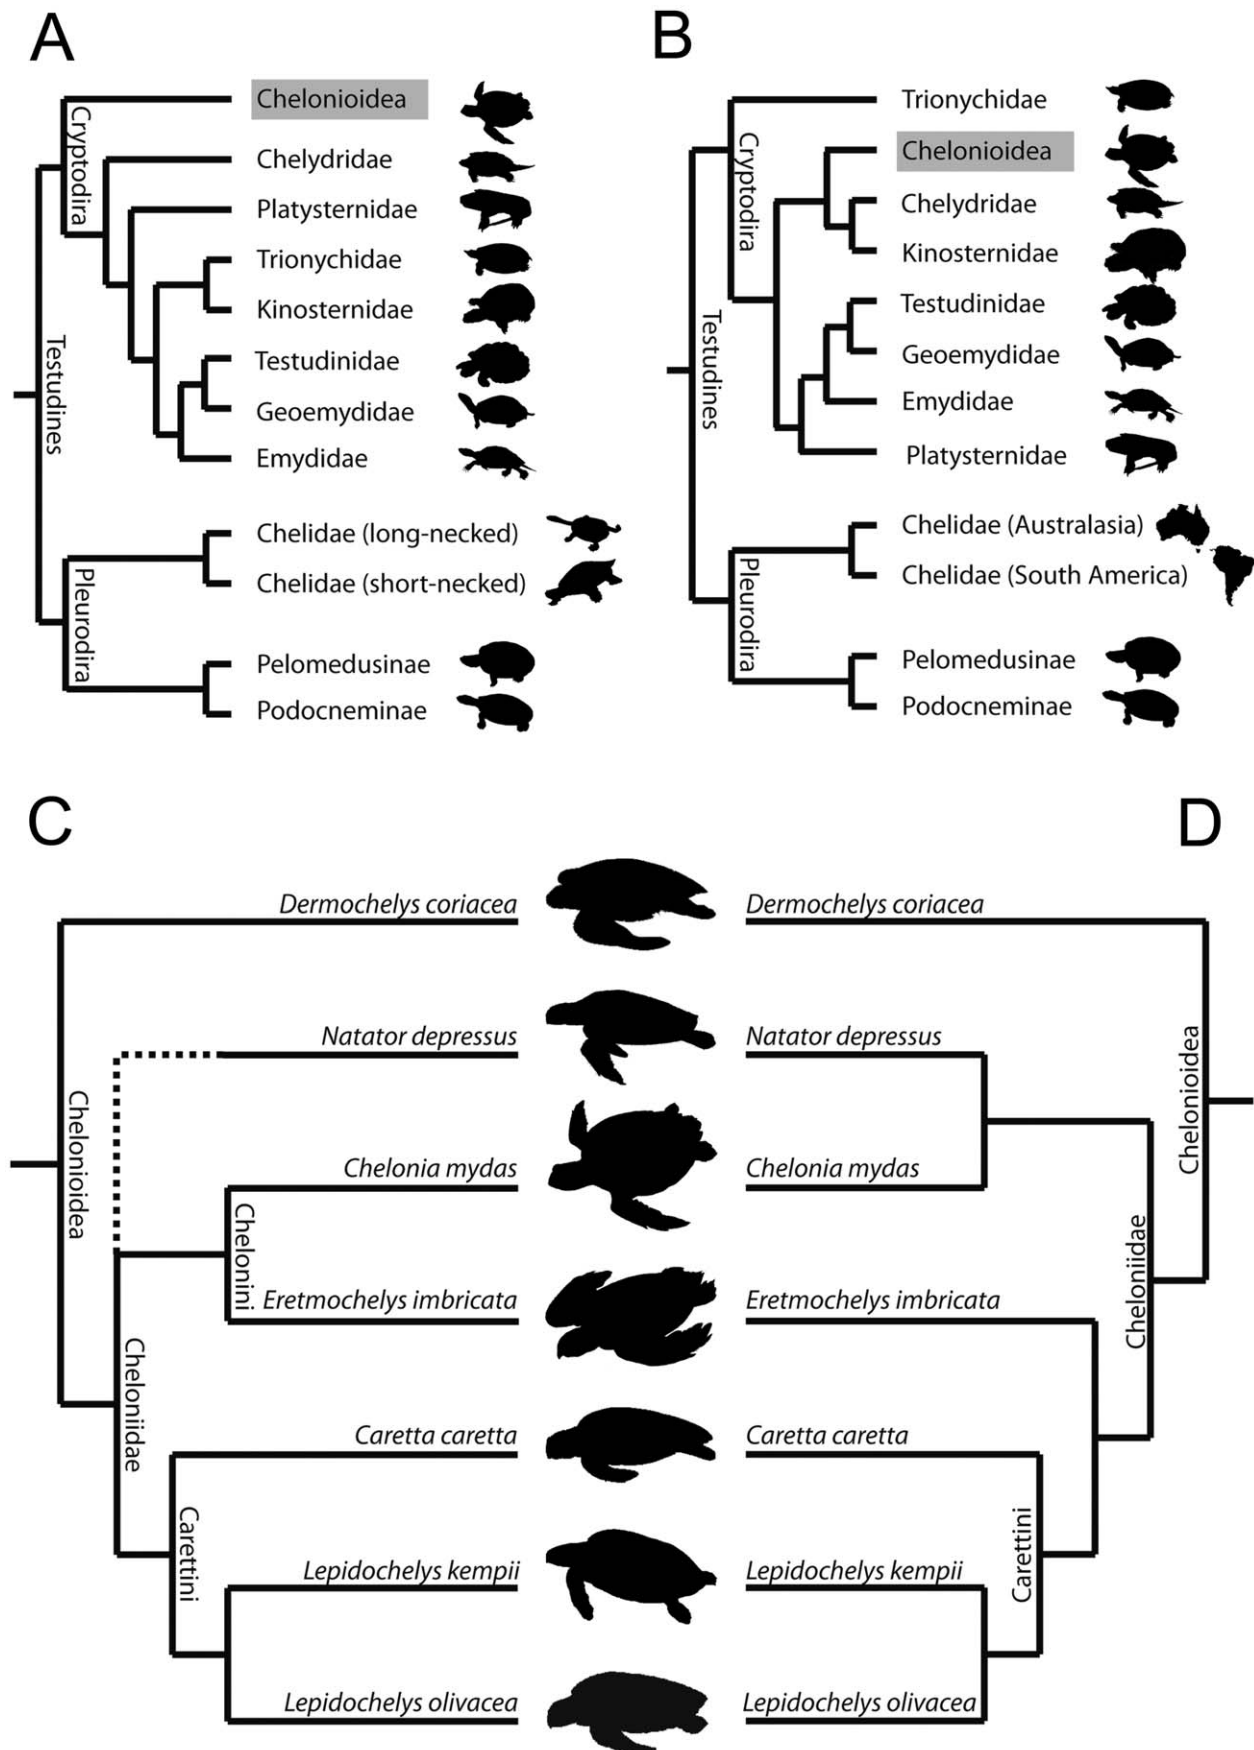 A
Chelonioidea
Chelydridae
Platysternidae
Trionychidae
Kinosternidae
Testudinidae
Geoemydidae
Emydidae
Chelidae (long-necked)
Chelidae (short-necked)
Pelomedusinae
Podocneminae
Cryptodira
Testudines
Pleurodira
B
Trionychidae
Chelonioidea
Chelydridae
Kinosternidae
Testudinidae
Geoemydidae
Emydidae
Platysternidae
Chelidae (Australasia)
Chelidae (South America)
Pelomedusinae
Podocneminae
Cryptodira
Testudines
Pleurodira
C
Dermochelys coriacea
Natator depressus
Chelonia mydas
Eretmochelys imbricata
Caretta caretta
Lepidochelys kempii
Lepidochelys olivacea
Chelonioidea
Chelonini.
Cheloniidae
Carettini
D
Dermochelys coriacea
Natator depressus
Chelonia mydas
Eretmochelys imbricata
Caretta caretta
Lepidochelys kempii
Lepidochelys olivacea
Chelonioidea
Cheloniidae
Carettini